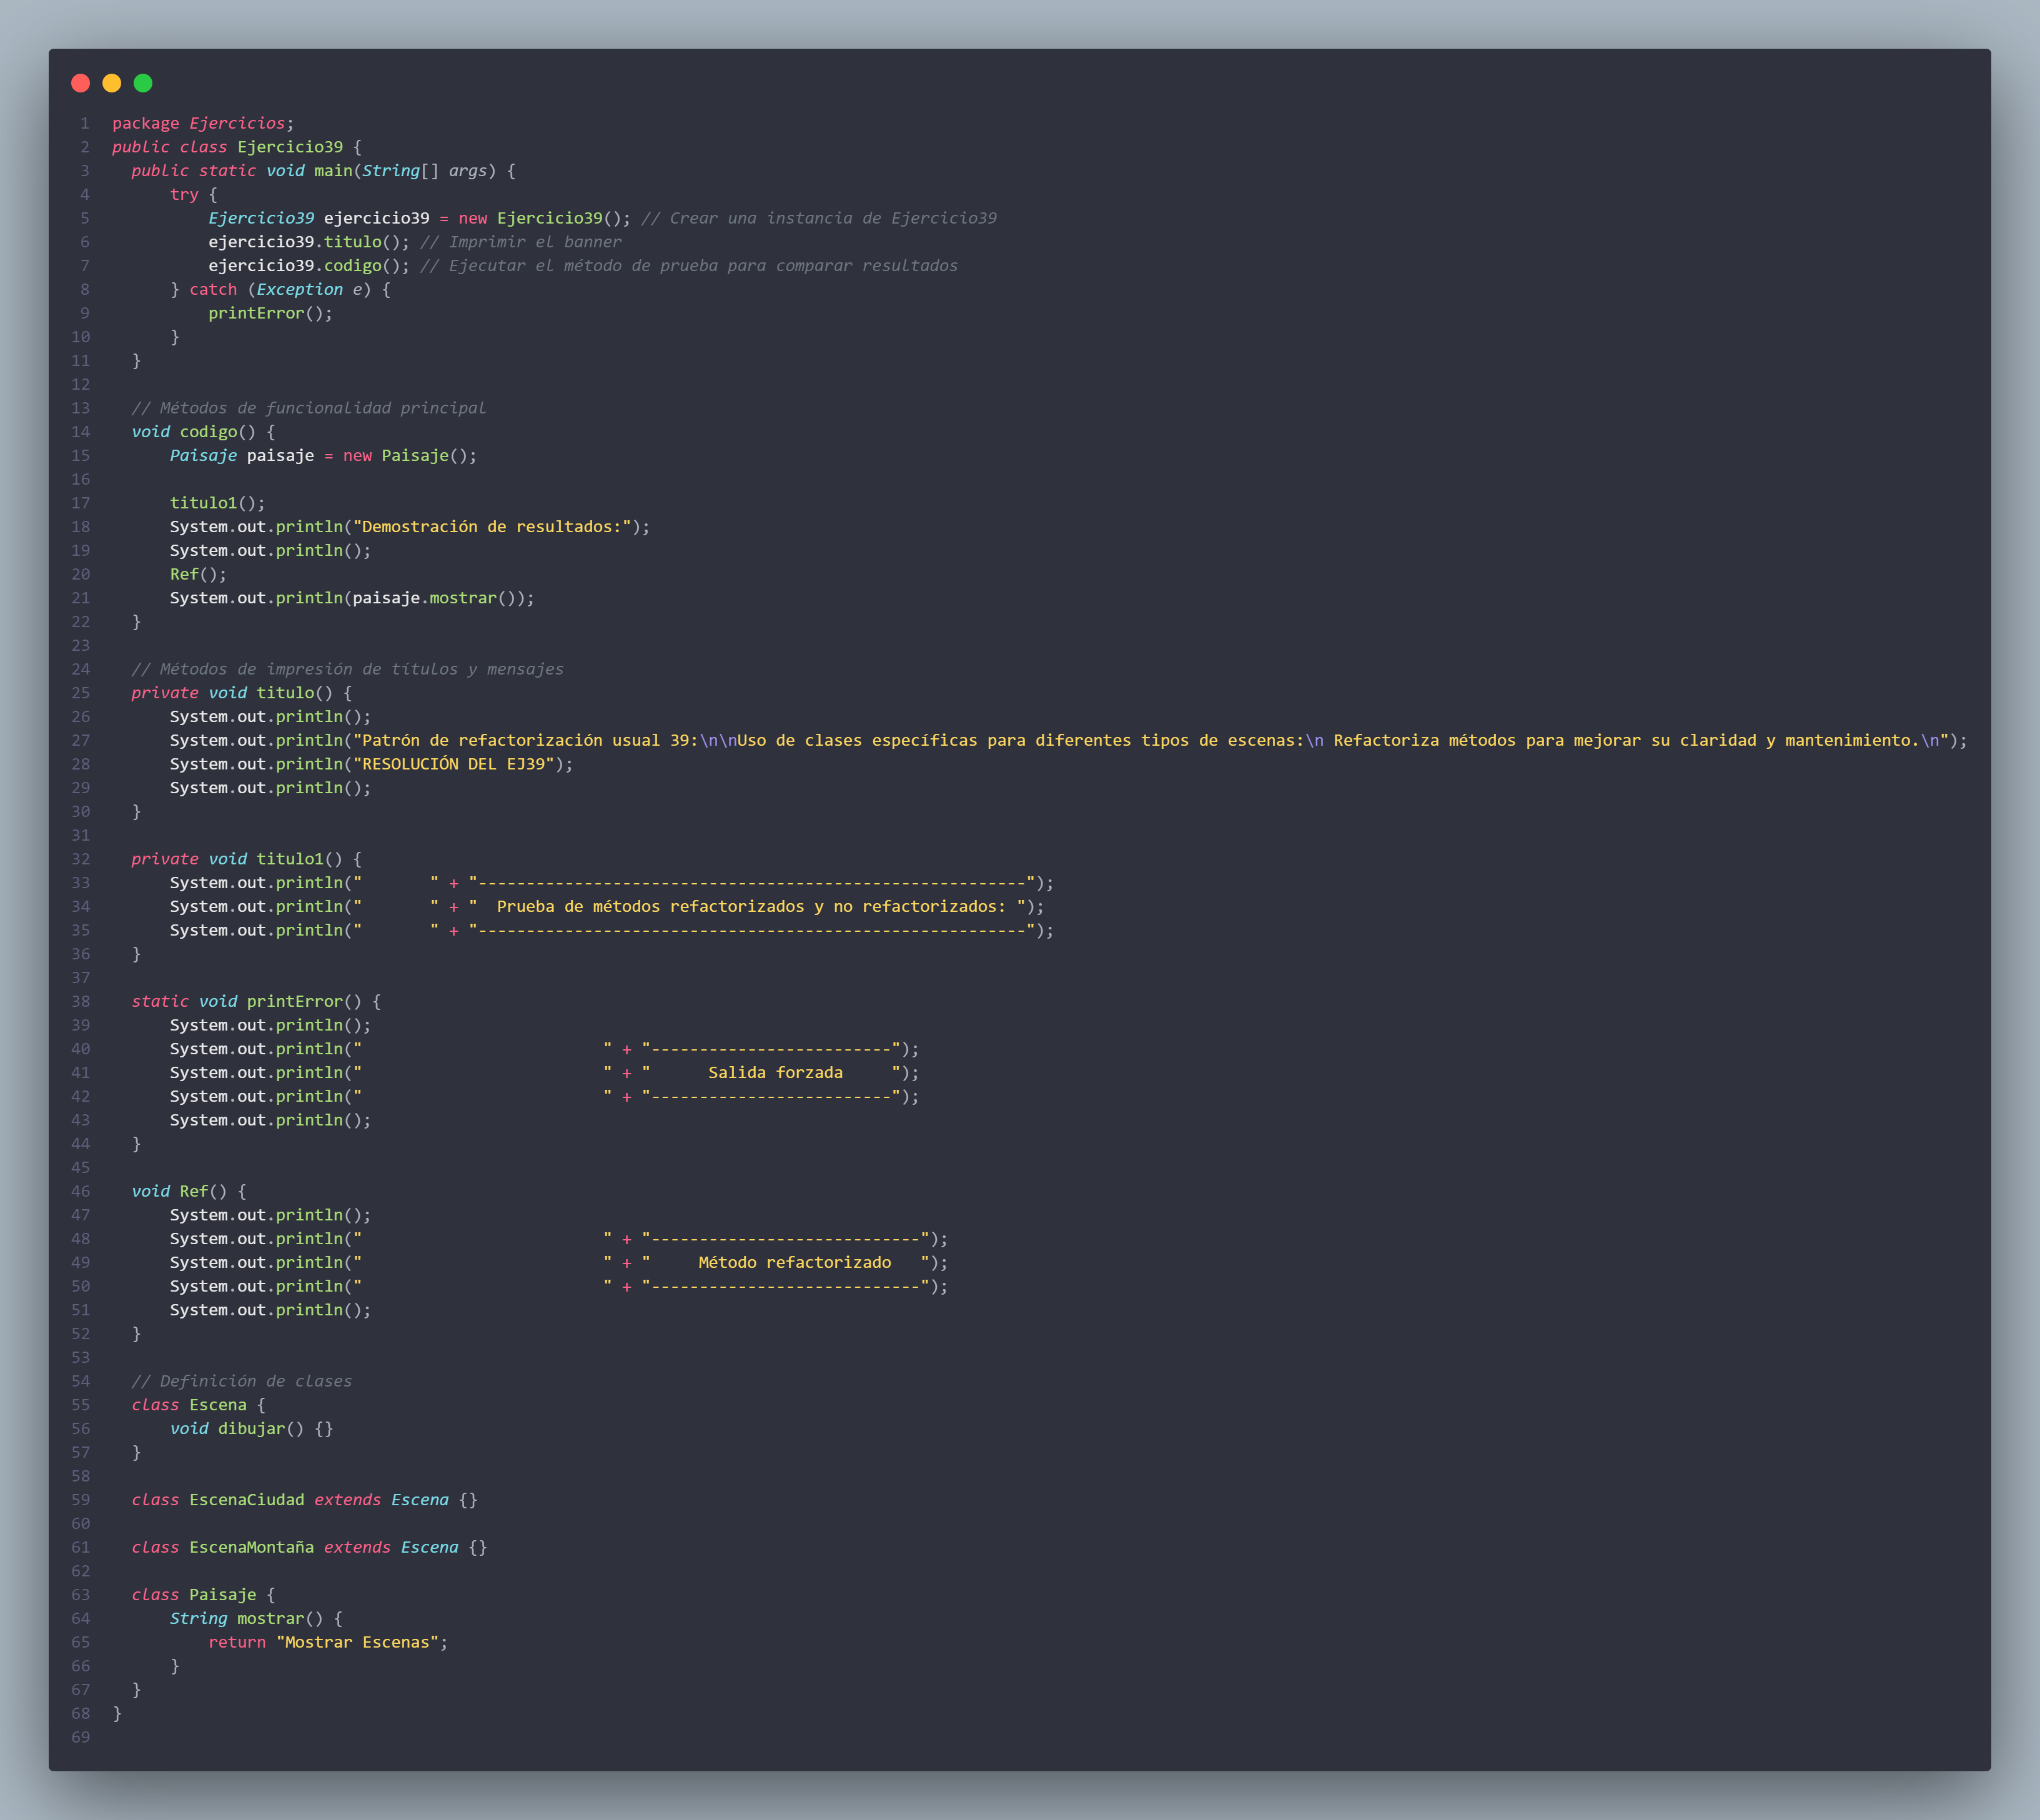 1 package Ejercicios;
2 public class Ejercicio39 {
3   public static void main(String[] args) {
4       try {
5           Ejercicio39 ejercicio39 = new Ejercicio39(); // Crear una instancia de Ejercicio39
6           ejercicio39.titulo(); // Imprimir el banner
7           ejercicio39.codigo(); // Ejecutar el método de prueba para comparar resultados
8       } catch (Exception e) {
9           printError();
10       }
11   }
12
13   // Métodos de funcionalidad principal
14   void codigo() {
15       Paisaje paisaje = new Paisaje();
16
17       titulo1();
18       System.out.println("Demostración de resultados:");
19       System.out.println();
20       Ref();
21       System.out.println(paisaje.mostrar());
22   }
23
24   // Métodos de impresión de títulos y mensajes
25   private void titulo() {
26       System.out.println();
27       System.out.println("Patrón de refactorización usual 39:\n\nUso de clases específicas para diferentes tipos de escenas:\n Refactoriza métodos para mejorar su claridad y mantenimiento.\n");
28       System.out.println("RESOLUCIÓN DEL EJ39");
29       System.out.println();
30   }
31
32   private void titulo1() {
33       System.out.println("       " + "---------------------------------------------------------");
34       System.out.println("       " + "  Prueba de métodos refactorizados y no refactorizados: ");
35       System.out.println("       " + "---------------------------------------------------------");
36   }
37
38   static void printError() {
39       System.out.println();
40       System.out.println("                         " + "-------------------------");
41       System.out.println("                         " + "      Salida forzada     ");
42       System.out.println("                         " + "-------------------------");
43       System.out.println();
44   }
45
46   void Ref() {
47       System.out.println();
48       System.out.println("                         " + "----------------------------");
49       System.out.println("                         " + "     Método refactorizado   ");
50       System.out.println("                         " + "----------------------------");
51       System.out.println();
52   }
53
54   // Definición de clases
55   class Escena {
56       void dibujar() {}
57   }
58
59   class EscenaCiudad extends Escena {}
60
61   class EscenaMontaña extends Escena {}
62
63   class Paisaje {
64       String mostrar() {
65           return "Mostrar Escenas";
66       }
67   }
68 }
69